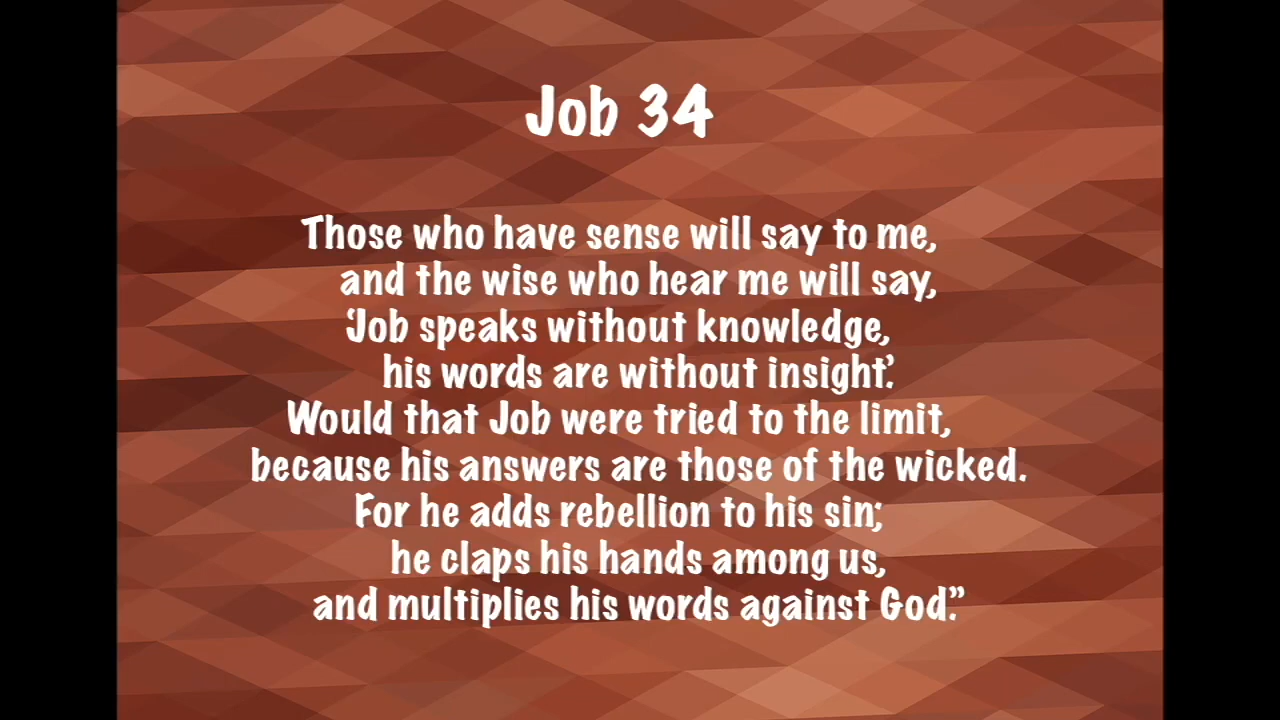 Job 34
Those who have sense will say to me,
and the wise who hear me will say,
‘Job speaks without knowledge,
his words are without insight.’
Would that Job were tried to the limit,
because his answers are those of the wicked.
For he adds rebellion to his sin;
he claps his hands among us,
and multiplies his words against God.”